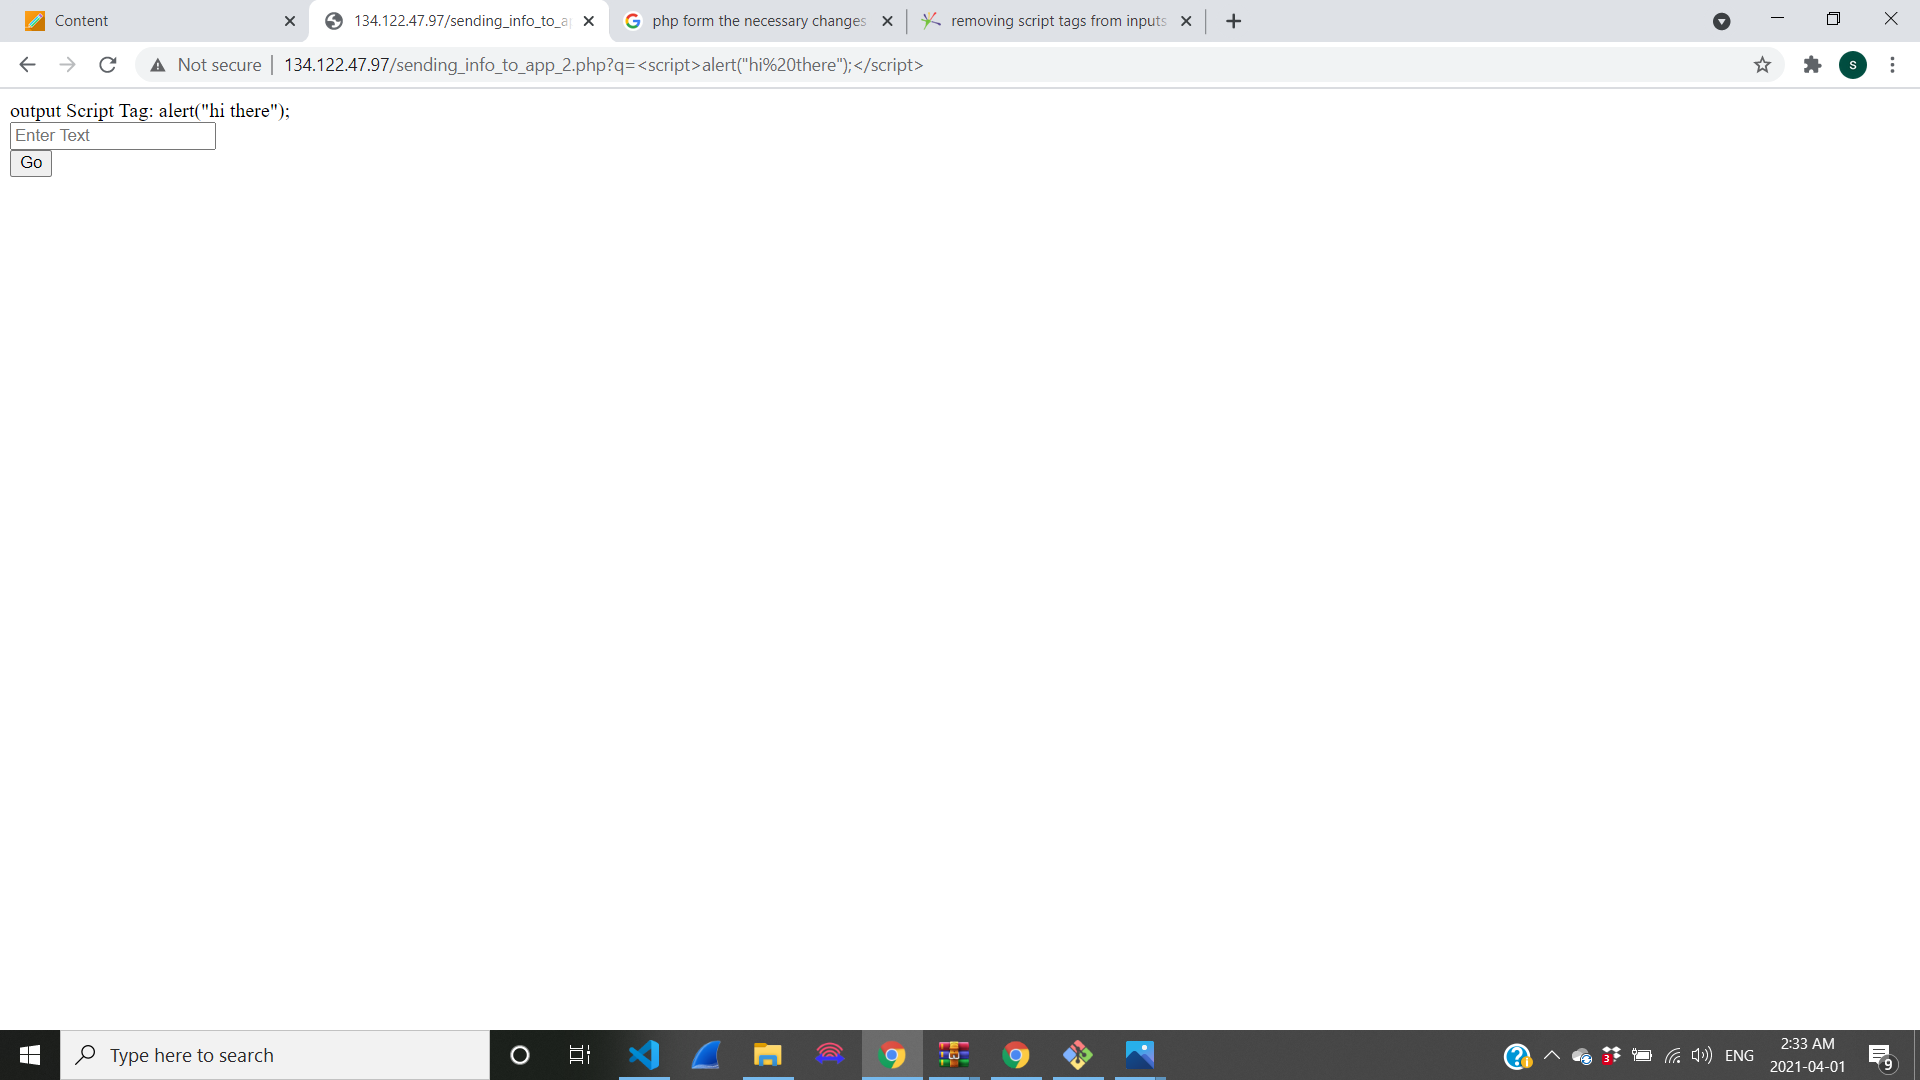 Content
134.122.47.97/sending_info_to_a
php form the necessary changes
removing script tags from inputs
Not secure
134.122.47.97/sending_info_to_app_2.php?q=<script>alert("hi%20there");</script>
S
output Script Tag: alert("hi there");
Enter Text
Go
Type here to search
3
ENG
2:33 AM
2021-04-01
9